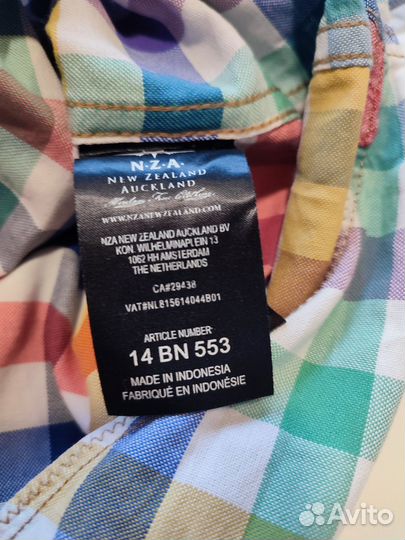 N.Z.A.
NEW ZEALAND
AUCKLAND
WWW.NZANEWZEALAND.COM
NZA NEW ZEALAND AUCKLAND BV
KON. WILHELMINAPLEIN 13
1062 HH AMSTERDAM
THE NETHERLANDS
CA#29438
VAT#NL815614044B01
ARTICLE NUMBER
14 BN 553
MADE IN INDONESIA
FABRIQUÉ EN INDONÉSIE
Avito